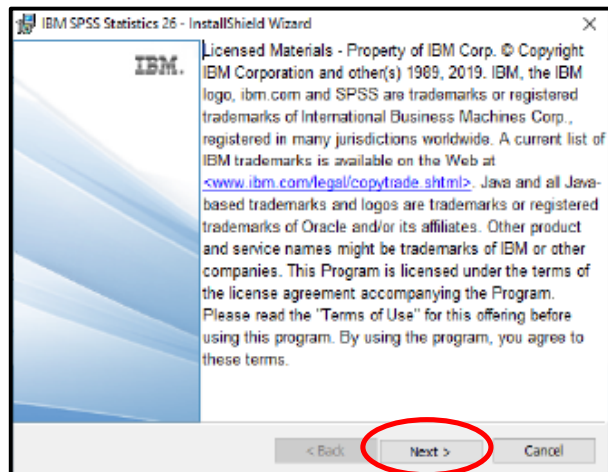 IBM SPSS Statistics 26 - InstallShield Wizard
IBM.
Licensed Materials - Property of IBM Corp. © Copyright
IBM Corporation and other(s) 1989, 2019. IBM, the IBM
logo, ibm.com and SPSS are trademarks or registered
trademarks of International Business Machines Corp.,
registered in many jurisdictions worldwide. A current list of
IBM trademarks is available on the Web at
<www.ibm.com/legal/copytrade.shtml>. Java and all Java-
based trademarks and logos are trademarks or registered
trademarks of Oracle and/or its affiliates. Other product
and service names might be trademarks of IBM or other
companies. This Program is licensed under the terms of
the license agreement accompanying the Program.
Please read the "Terms of Use" for this offering before
using this program. By using the program, you agree to
these terms.
< Back Next > Cancel